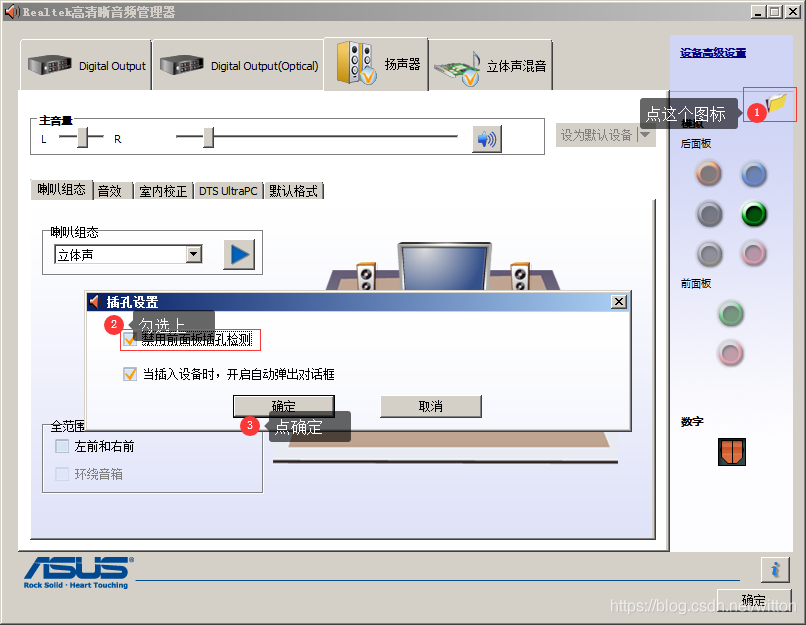 Realtek高清晰音频管理器
Digital Output
Digital Output(Optical)
扬声器
立体声混音
设备高级设置
主音量
L
R
设为默认设备
点这个图标
1
后面板
喇叭组态
音效
室内校正
DTS UltraPC
默认格式
喇叭组态
立体声
前面板
插孔设置
2
勾选上
禁用前面板插孔检测
当插入设备时，开启自动弹出对话框
确定
取消
3
点确定
全范围
左前和右前
环绕音箱
数字
ASUS
Rock Solid · Heart Touching
i
https://blog.csdn.net/witton
确定